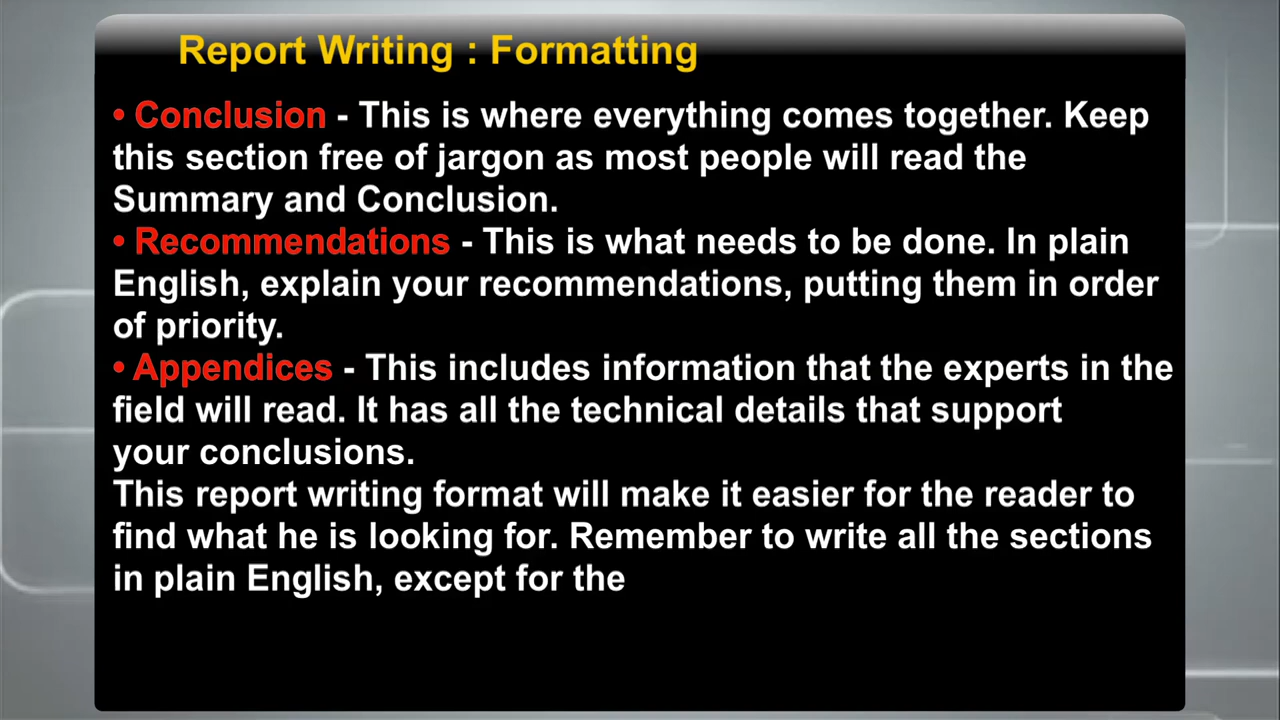 Report Writing : Formatting
• Conclusion - This is where everything comes together. Keep
this section free of jargon as most people will read the
Summary and Conclusion.
• Recommendations - This is what needs to be done. In plain
English, explain your recommendations, putting them in order
of priority.
• Appendices - This includes information that the experts in the
field will read. It has all the technical details that support
your conclusions.
This report writing format will make it easier for the reader to
find what he is looking for. Remember to write all the sections
in plain English, except for the